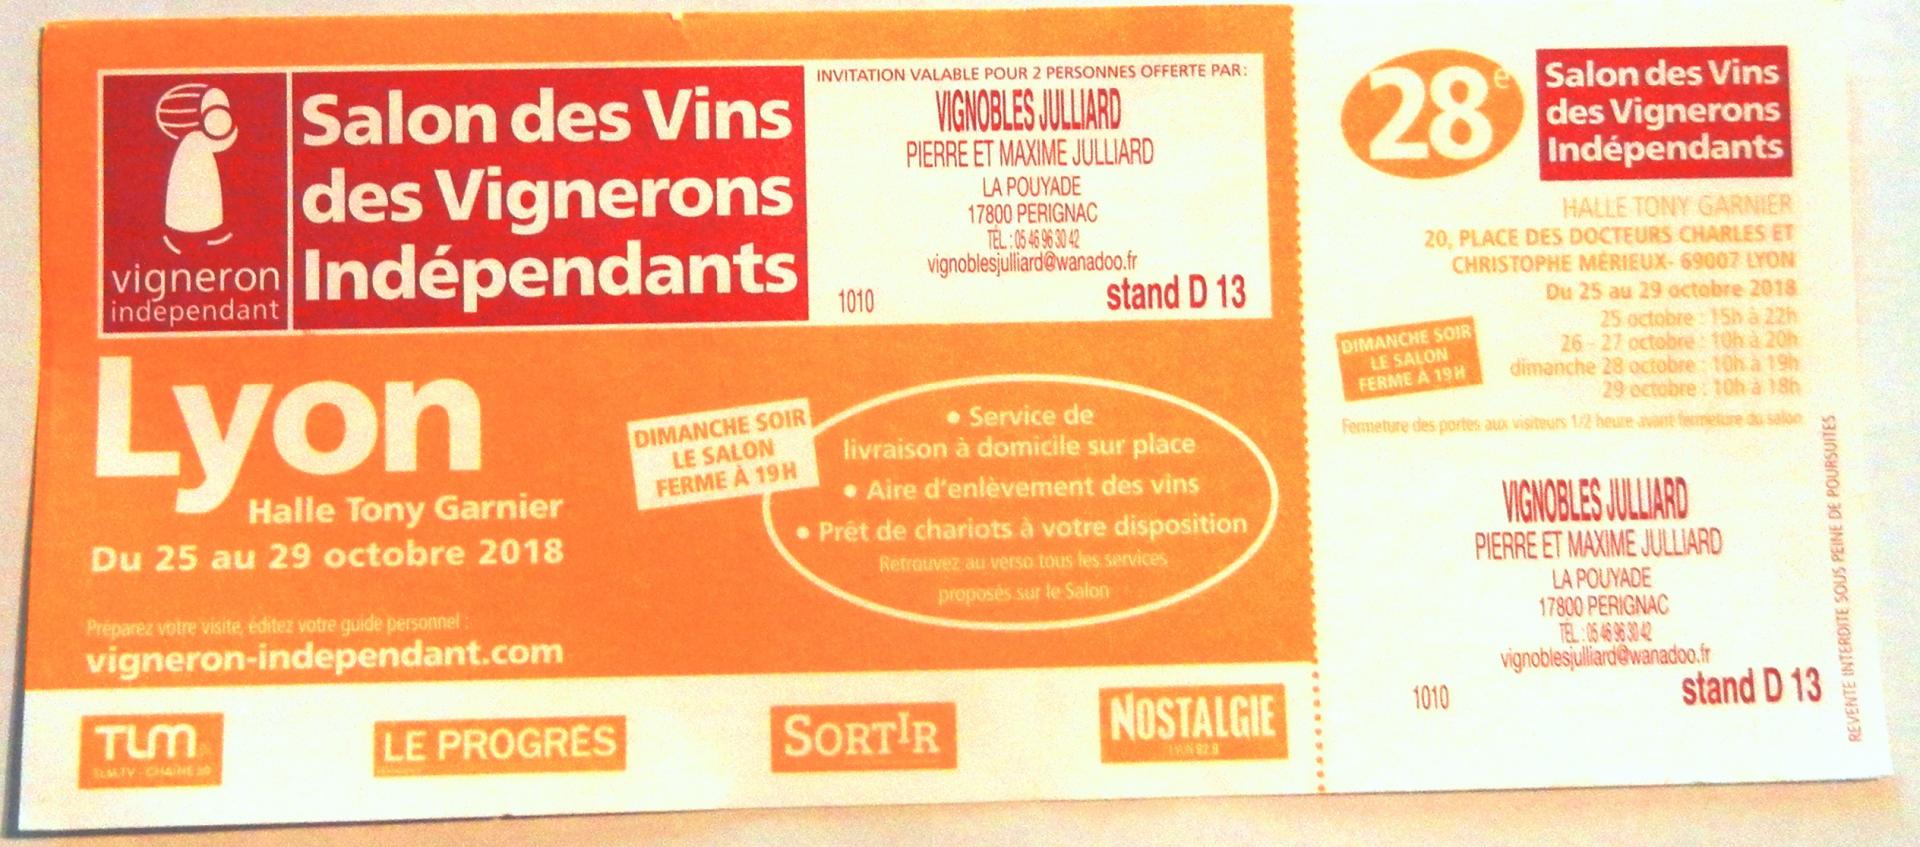 vigneron
independant
Salon des Vins
des Vignerons
Indépendants
INVITATION VALABLE POUR 2 PERSONNES OFFERTE PAR:
VIGNOBLES JULLIARD
PIERRE ET MAXIME JULLIARD
LA POUYADE
17800 PERIGNAC
TÉL. : 05 46 96 30 42
vignoblesjulliard@wanadoo.fr
1010
stand D 13
Lyon
Halle Tony Garnier
Du 25 au 29 octobre 2018
DIMANCHE SOIR
LE SALON
FERME À 19H
• Service de
livraison à domicile sur place
• Aire d'enlèvement des vins
• Prêt de chariots à votre disposition
Retrouvez au verso tous les services
proposés sur le Salon
Préparez votre visite, éditez votre guide personnel :
vigneron-independant.com
TLM
LE PROGRÈS
SORTIR
NOSTALGIE
28e
Salon des Vins
des Vignerons
Indépendants
HALLE TONY GARNIER
20, PLACE DES DOCTEURS CHARLES ET
CHRISTOPHE MÉRIEUX- 69007 LYON
Du 25 au 29 octobre 2018
25 octobre : 15h à 22h
26 - 27 octobre : 10h à 20h
dimanche 28 octobre : 10h à 19h
29 octobre : 10h à 18h
DIMANCHE SOIR
LE SALON
FERME À 19H
Fermeture des portes aux visiteurs 1/2 heure avant fermeture du salon
VIGNOBLES JULLIARD
PIERRE ET MAXIME JULLIARD
LA POUYADE
17800 PERIGNAC
TÉL. : 05 46 96 30 42
vignoblesjulliard@wanadoo.fr
1010
stand D 13
REVENTE INTERDITE SOUS PEINE DE POURSUITES